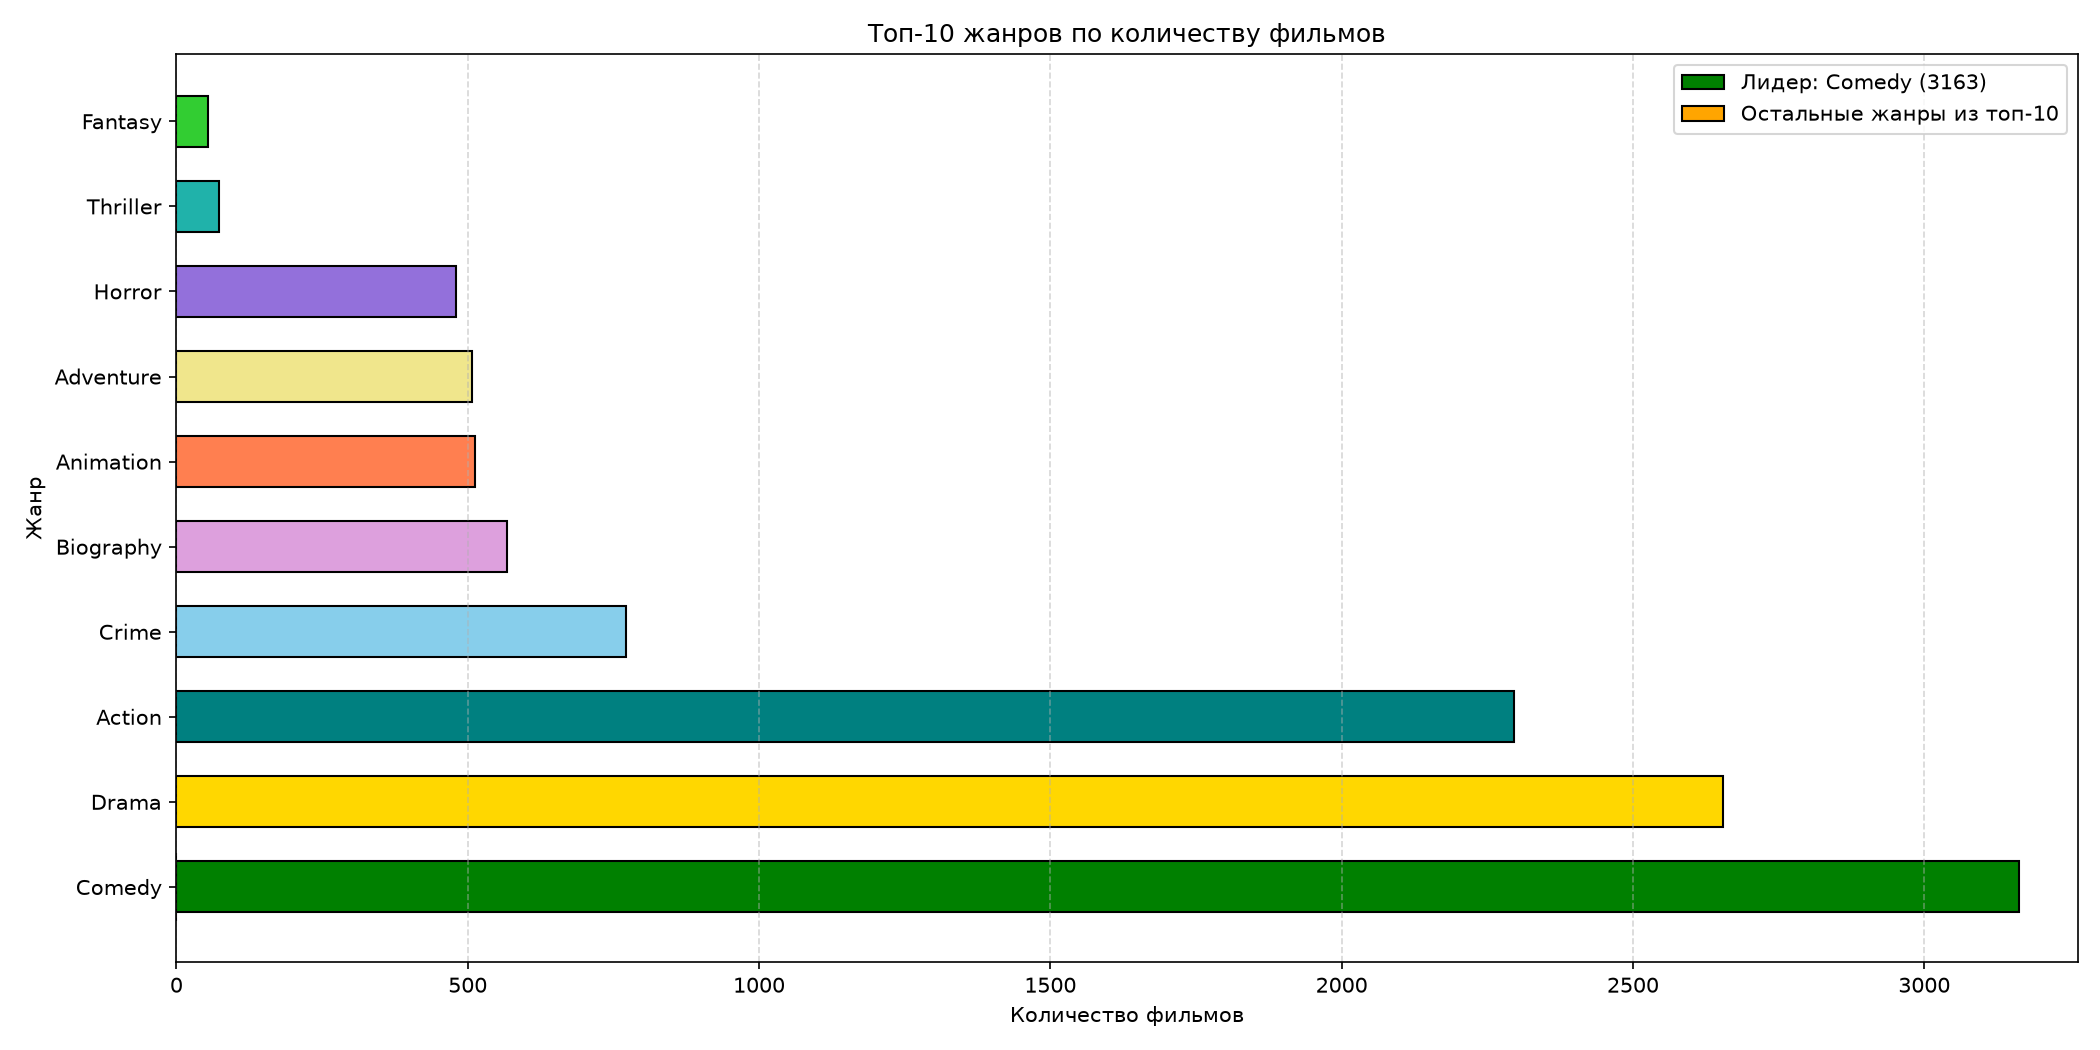 Топ-10 жанров по количеству фильмов
Лидер: Comedy (3163)
Остальные жанры из топ-10
Жанр
Fantasy
Thriller
Horror
Adventure
Animation
Biography
Crime
Action
Drama
Comedy
0 500 1000 1500 2000 2500 3000
Количество фильмов